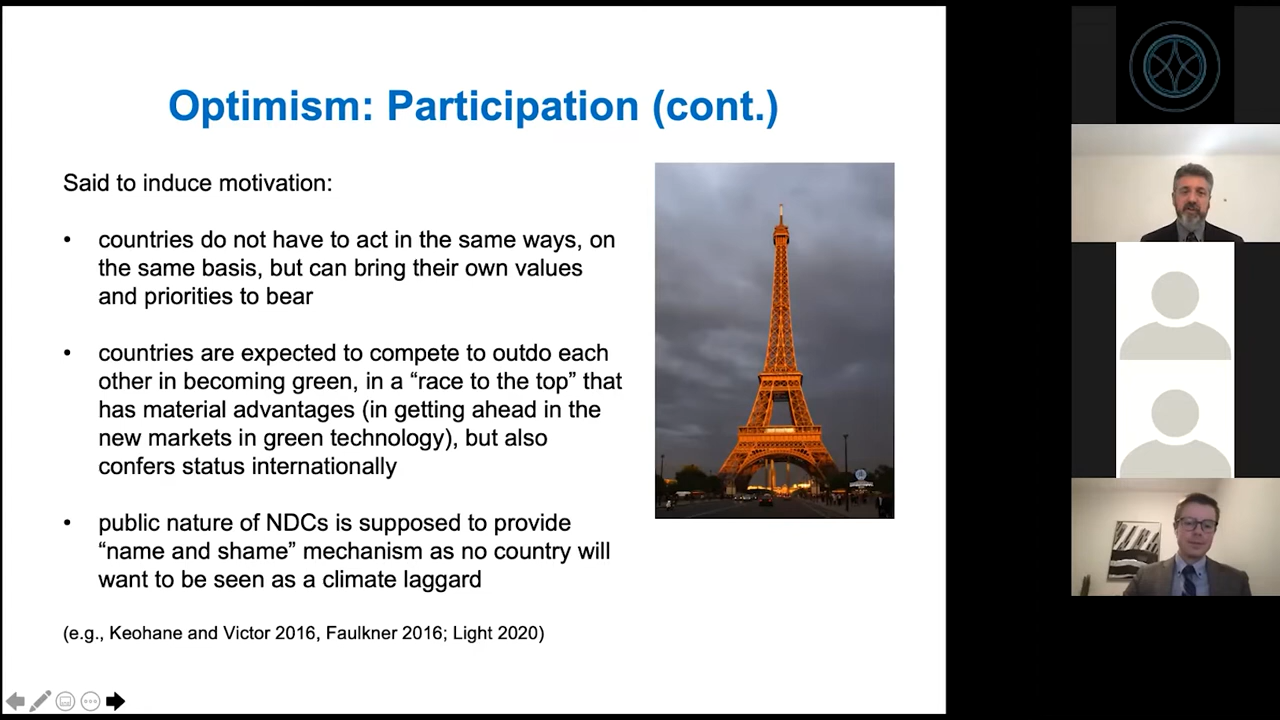 Optimism: Participation (cont.)
Said to induce motivation:
• countries do not have to act in the same ways, on
the same basis, but can bring their own values
and priorities to bear
• countries are expected to compete to outdo each
other in becoming green, in a “race to the top” that
has material advantages (in getting ahead in the
new markets in green technology), but also
confers status internationally
• public nature of NDCs is supposed to provide
“name and shame” mechanism as no country will
want to be seen as a climate laggard
(e.g., Keohane and Victor 2016, Faulkner 2016; Light 2020)